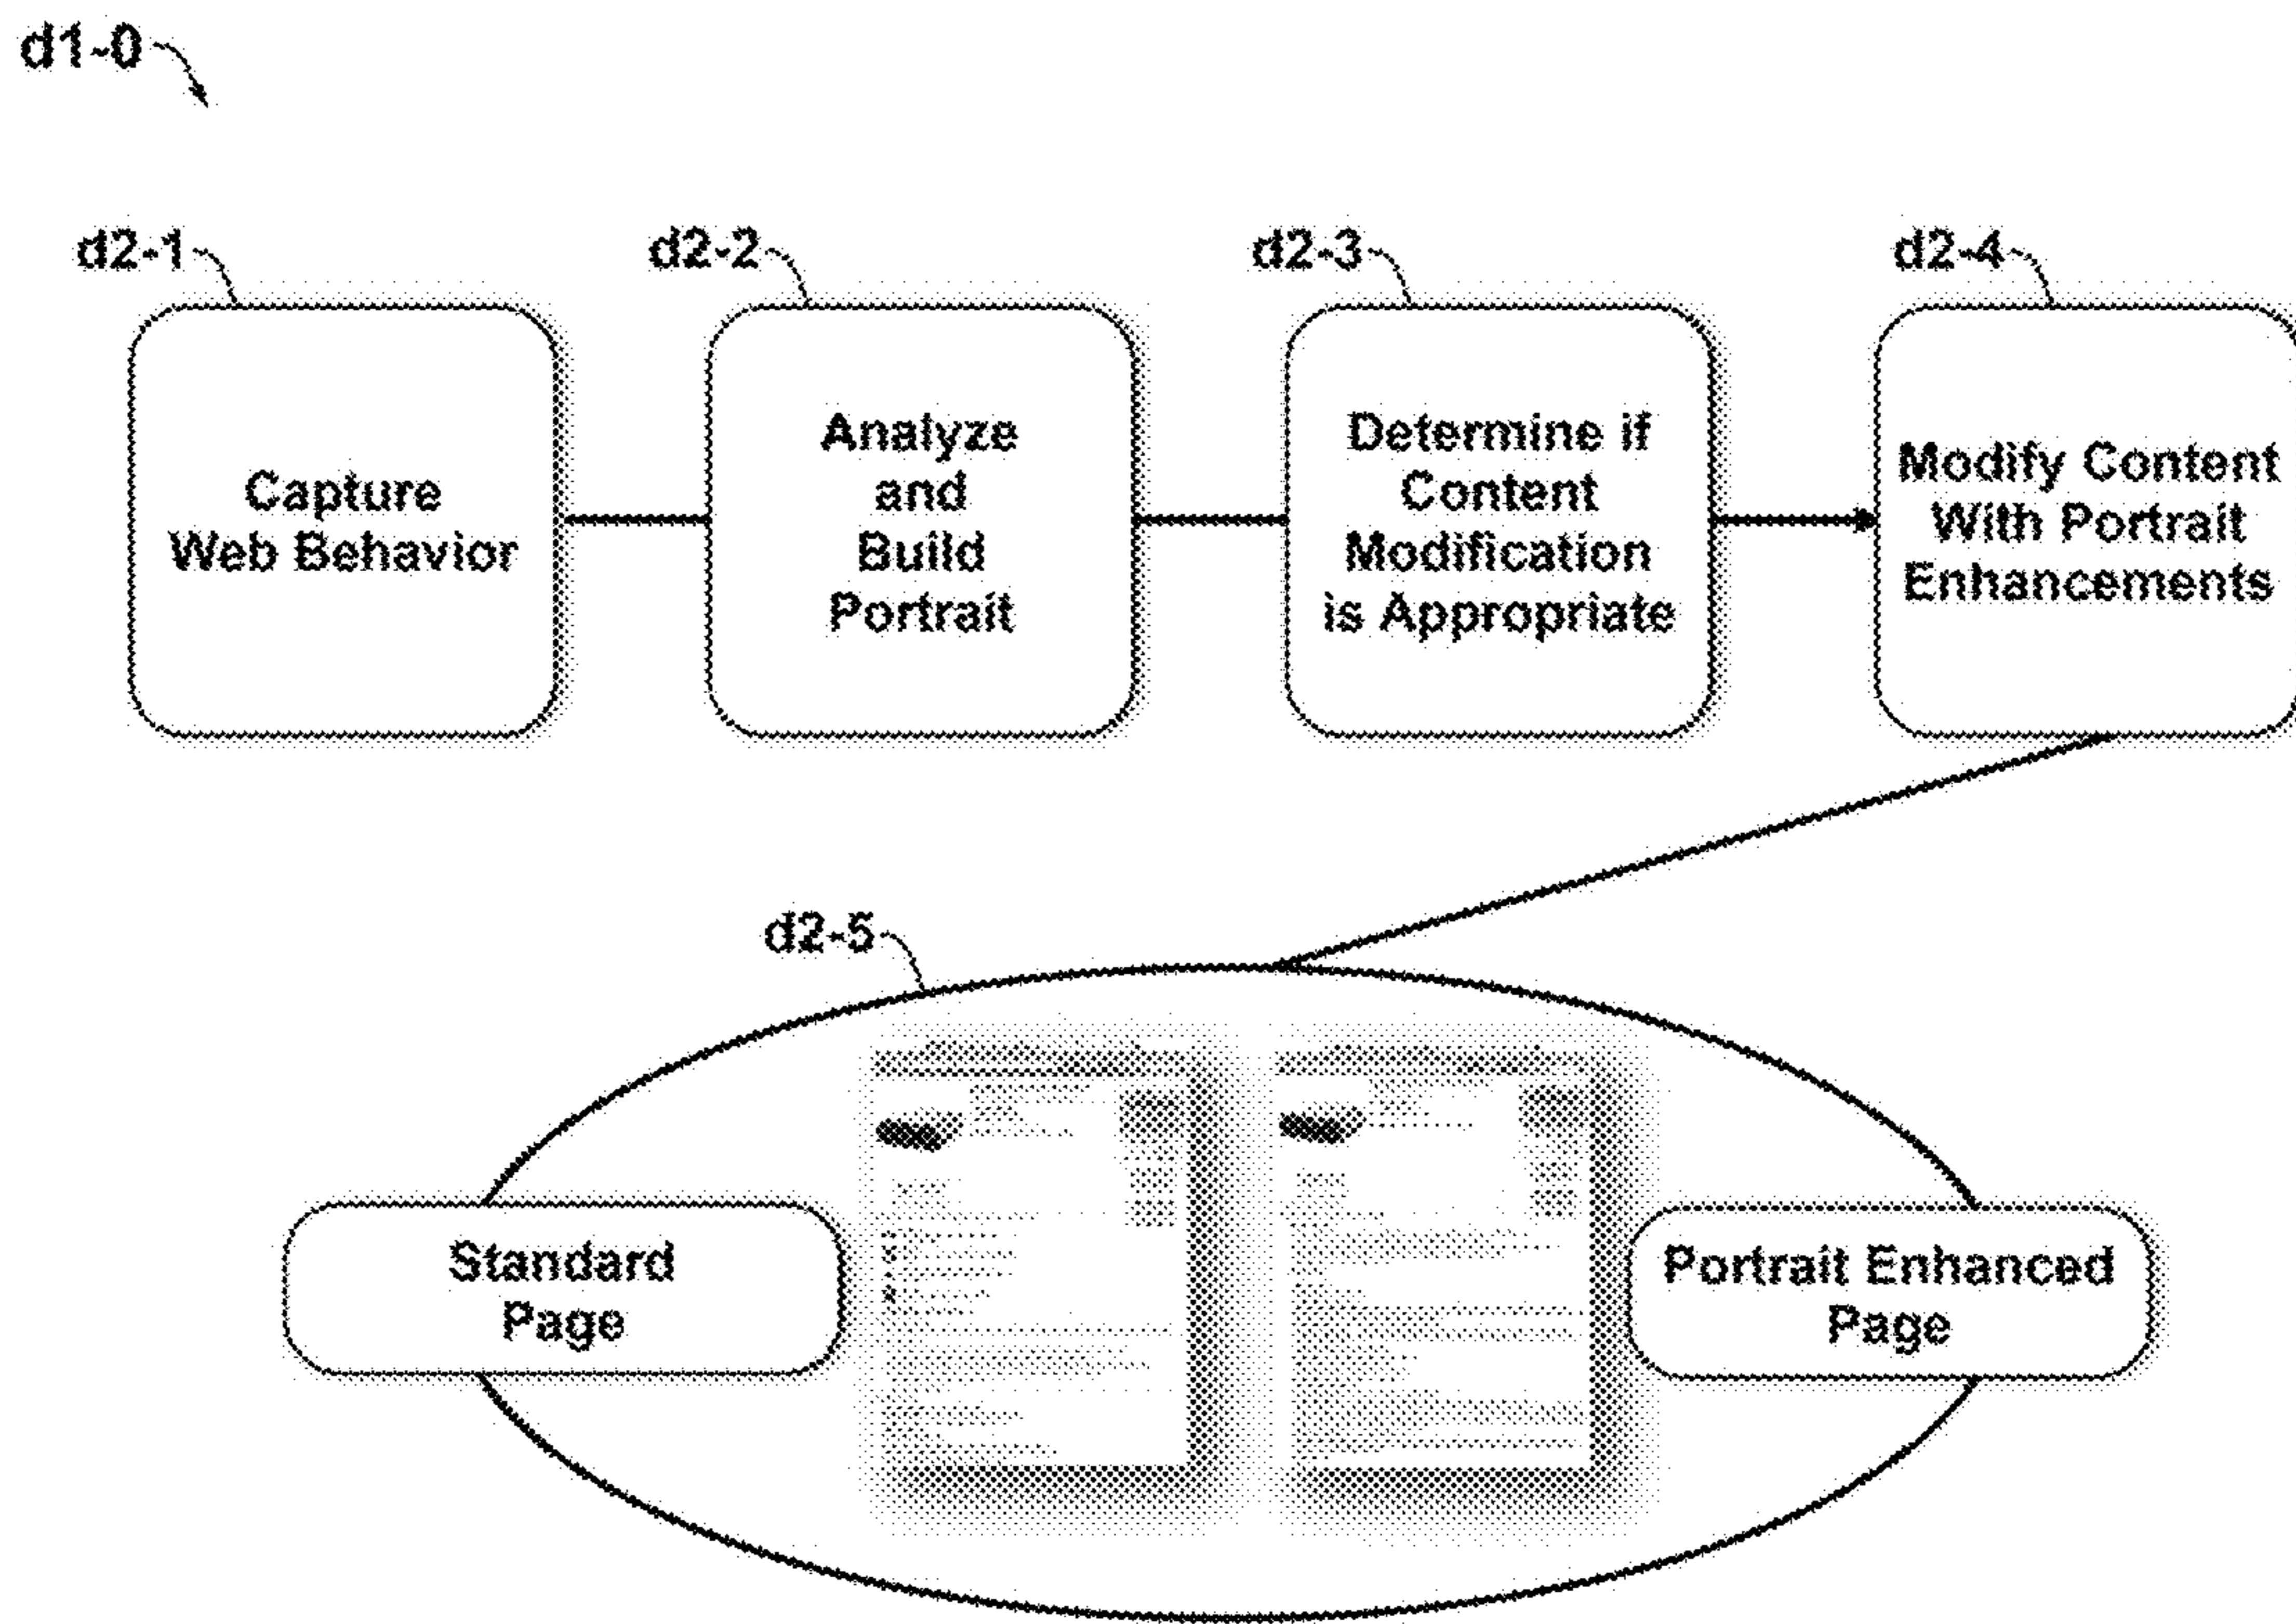 d1-0
d2-1
d2-2
d2-3
d2-4
Capture
Web Behavior
Analyze
and
Build
Portrait
Determine if
Content
Modification
is Appropriate
Modify Content
With Portrait
Enhancements
d2-5
Standard
Page
Portrait Enhanced
Page